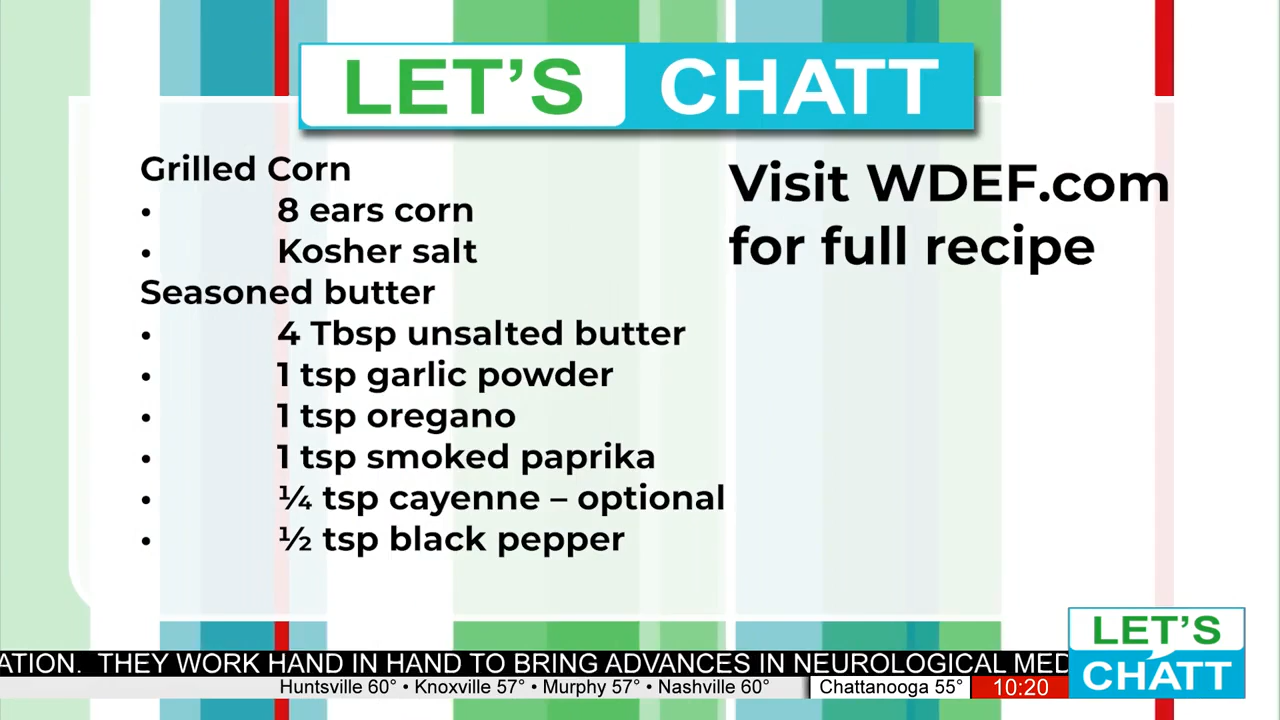 LET'S CHATT
Grilled Corn
• 8 ears corn
• Kosher salt
Seasoned butter
• 4 Tbsp unsalted butter
• 1 tsp garlic powder
• 1 tsp oregano
• 1 tsp smoked paprika
• ¼ tsp cayenne – optional
• ½ tsp black pepper
Visit WDEF.com
for full recipe
ATION. THEY WORK HAND IN HAND TO BRING ADVANCES IN NEUROLOGICAL MED
Huntsville 60° • Knoxville 57° • Murphy 57° • Nashville 60°
Chattanooga 55° 10:20
LET'S
CHATT